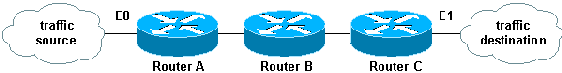 traffic
source
E0
Router A
Router B
Router C
E1
traffic
destination